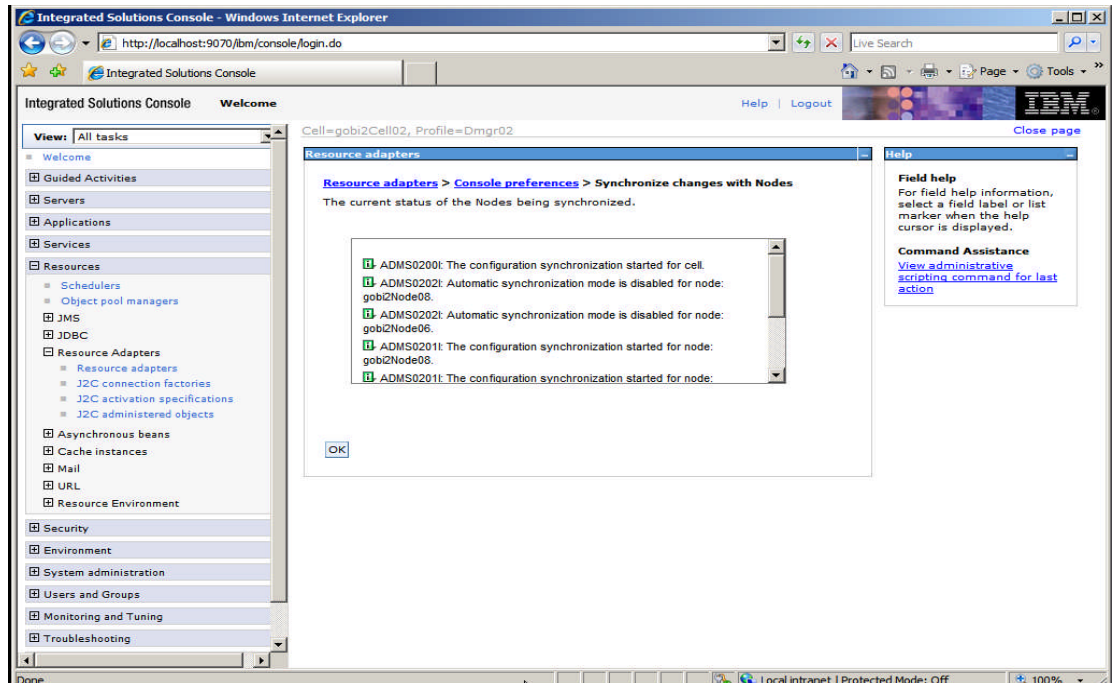 Integrated Solutions Console - Windows Internet Explorer
http://localhost:9070/ibm/console/login.do
Live Search
Integrated Solutions Console
Page
Tools
»
Integrated Solutions Console Welcome
Help | Logout
IBM®
View: All tasks
Welcome
Guided Activities
Servers
Applications
Services
Resources
Schedulers
Object pool managers
JMS
JDBC
Resource Adapters
Resource adapters
J2C connection factories
J2C activation specifications
J2C administered objects
Asynchronous beans
Cache instances
Mail
URL
Resource Environment
Security
Environment
System administration
Users and Groups
Monitoring and Tuning
Troubleshooting
Cell=gobi2Cell02, Profile=Dmgr02
Close page
Resource adapters
Resource adapters > Console preferences > Synchronize changes with Nodes
The current status of the Nodes being synchronized.
ADMS0200I: The configuration synchronization started for cell.
ADMS0202I: Automatic synchronization mode is disabled for node:
gobi2Node08.
ADMS0202I: Automatic synchronization mode is disabled for node:
gobi2Node06.
ADMS0201I: The configuration synchronization started for node:
gobi2Node08.
ADMS0201I: The configuration synchronization started for node:
OK
Help
Field help
For field help information,
select a field label or list
marker when the help
cursor is displayed.
Command Assistance
View administrative
scripting command for last
action
Done
Local intranet | Protected Mode: Off
100%